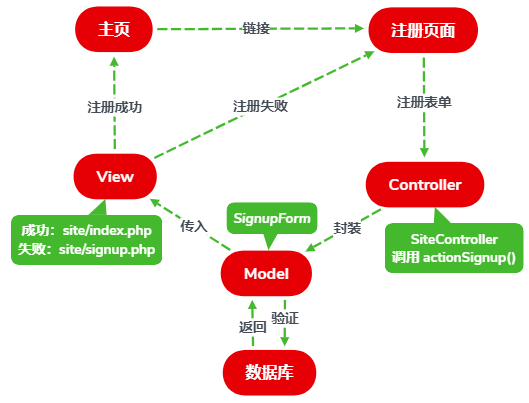 主页
链接
注册页面
注册成功
注册失败
注册表单
View
Controller
成功：site/index.php
失败：site/signup.php
传入
SignupForm
封装
SiteController
调用 actionSignup()
Model
返回
验证
数据库